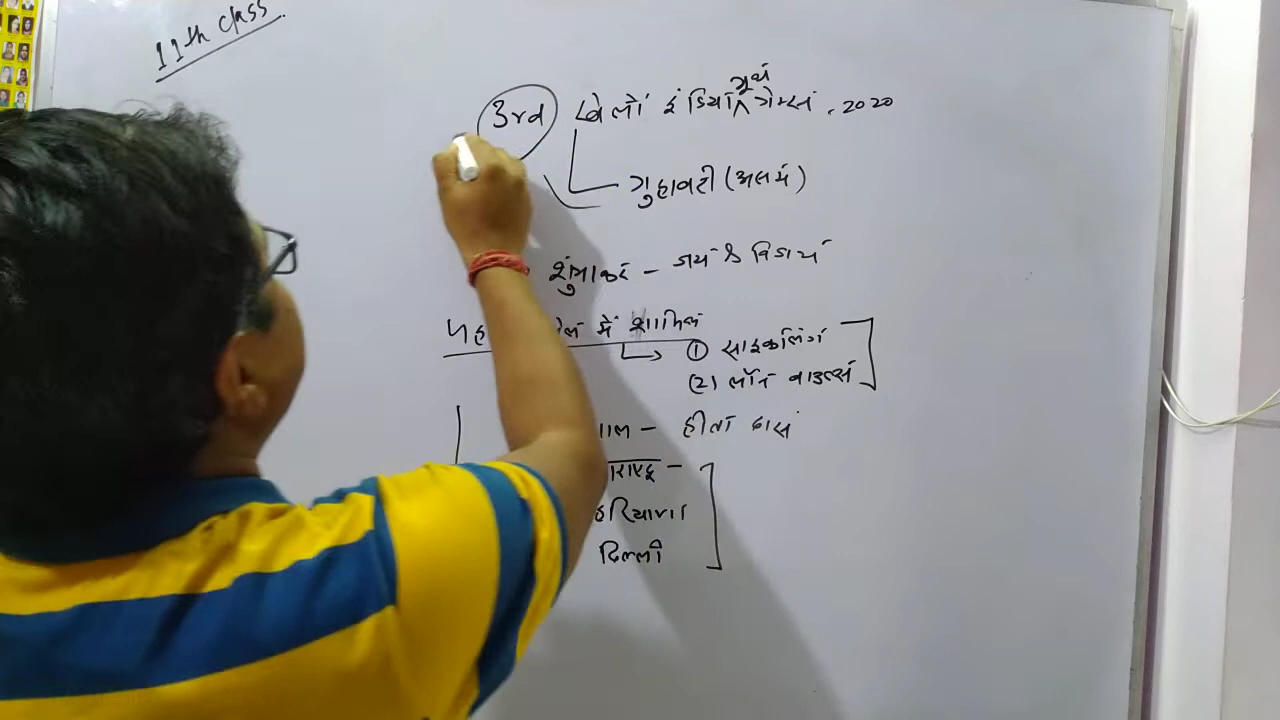 11th Class
3rd खेलों इंडिया यूथ गेम्स, 2020
गुहावटी (असम)
शुंभाकर - जय & विजय
खेल में शामिल
① साइकलिंग
(2) लॉन बाउल्स
हीमा दास
हरियाणा
दिल्ली